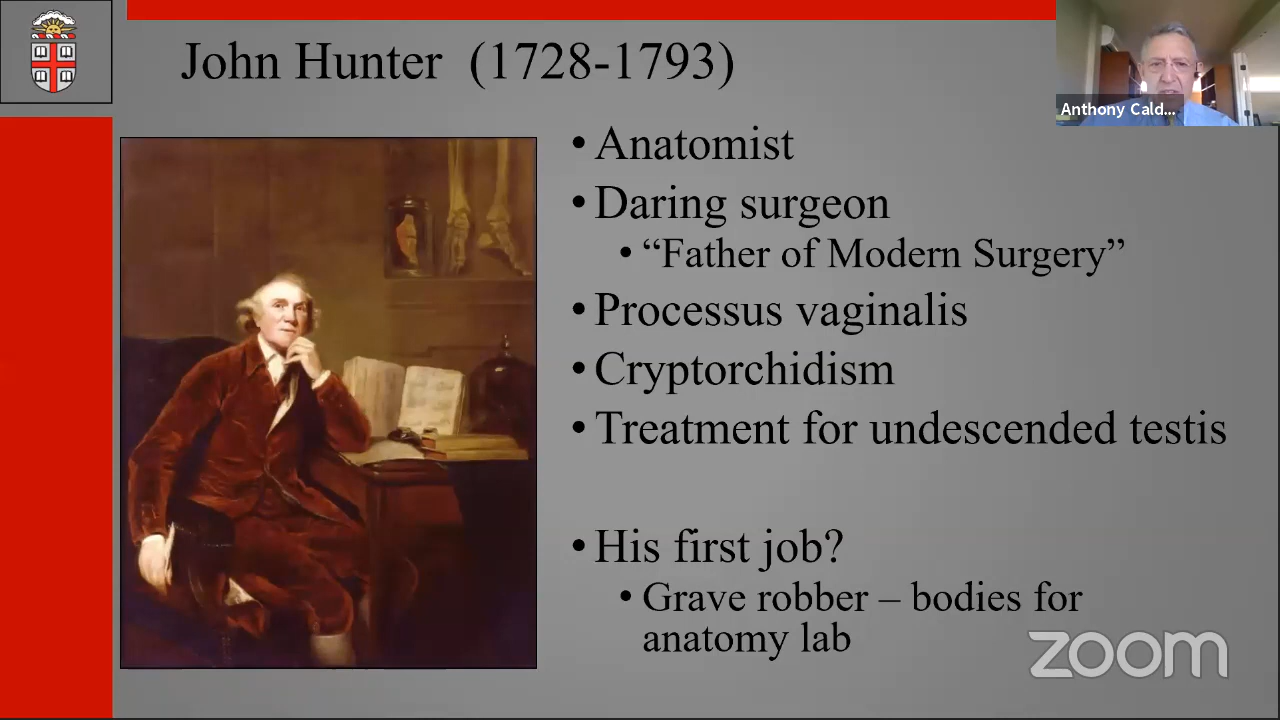 John Hunter (1728-1793)
Anthony Cald...
• Anatomist
• Daring surgeon
• “Father of Modern Surgery”
• Processus vaginalis
• Cryptorchidism
• Treatment for undescended testis
• His first job?
• Grave robber – bodies for
anatomy lab
zoom